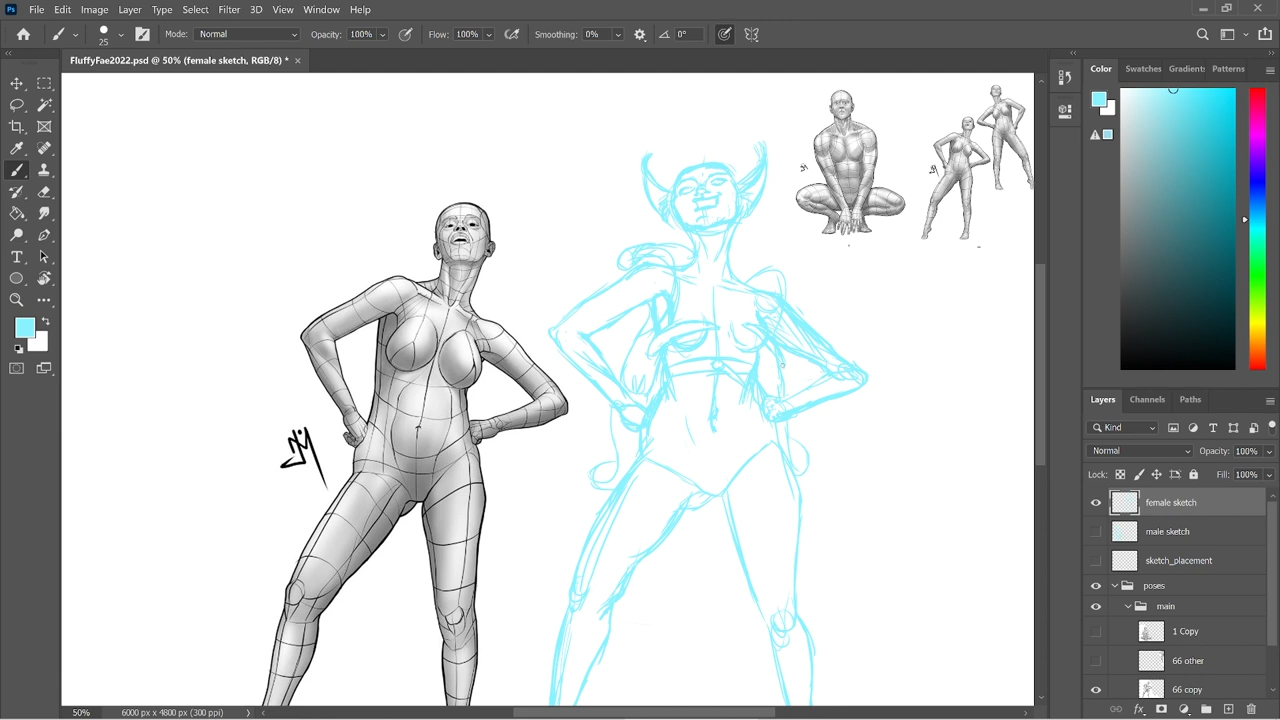 Ps File Edit Image Layer Type Select Filter 3D View Window Help
25 Mode: Normal Opacity: 100% Flow: 100% Smoothing: 0% 0°
FluffyFae2022.psd @ 50% (female sketch, RGB/8) * ×
Color Swatches Gradient: Patterns
Layers Channels Paths
Kind
Normal Opacity: 100%
Lock: Fill: 100%
female sketch
male sketch
sketch_placement
poses
main
1 Copy
66 other
66 copy
fx
50% 6000 px x 4800 px (300 ppi)